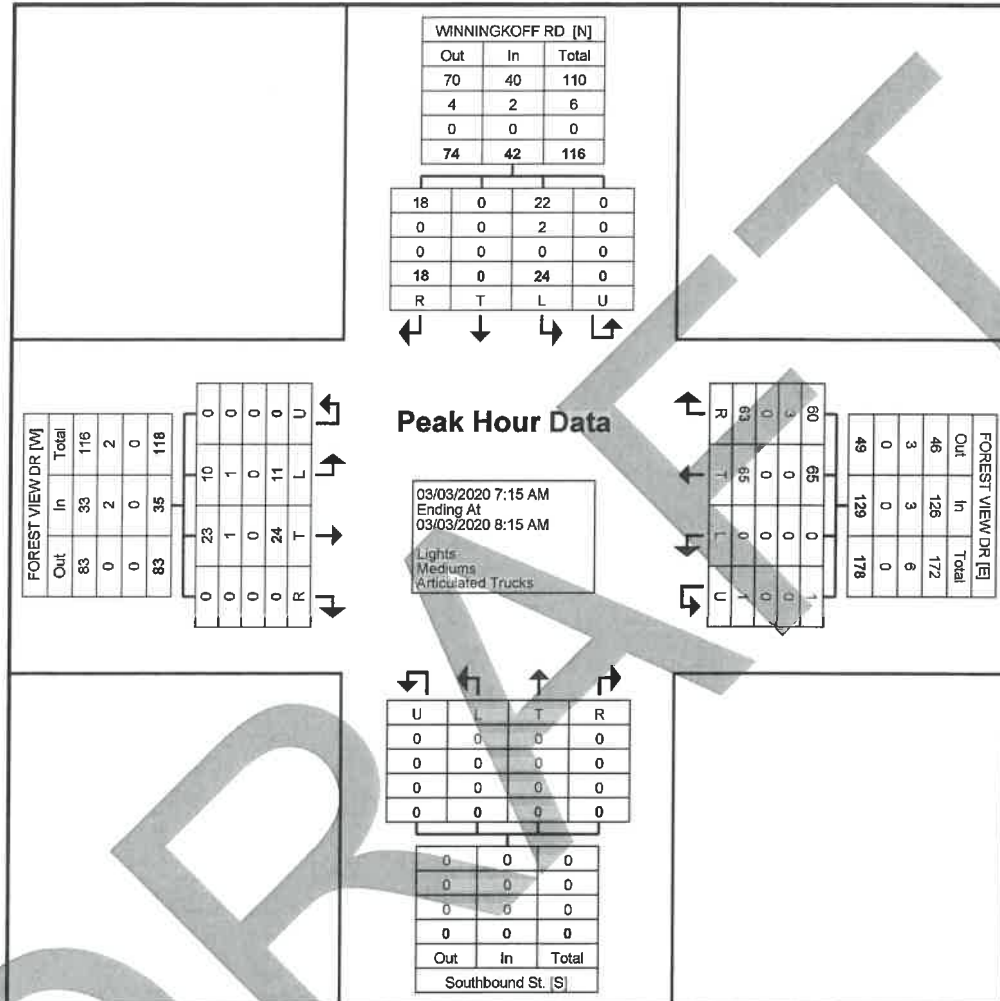 WINNINGKOFF RD [N]
Out In Total
70 40 110
4 2 6
0 0 0
74 42 116
18 0 22 0
0 0 2 0
0 0 0 0
18 0 24 0
R T L U
FOREST VIEW DR [W]
Out In Total
83 33 116
0 2 2
0 0 0
83 35 118
0 23 10 0
0 1 1 0
0 0 0 0
0 24 11 0
R T L U
Peak Hour Data
03/03/2020 7:15 AM
Ending At
03/03/2020 8:15 AM
Lights
Mediums
Articulated Trucks
FOREST VIEW DR [E]
Out In Total
46 126 172
3 3 6
0 0 0
49 129 178
60 65 0 1
3 0 0 0
0 0 0 0
63 65 0 1
R T L U
U L T R
0 0 0 0
0 0 0 0
0 0 0 0
0 0 0 0
0 0 0
0 0 0
0 0 0
0 0 0
Out In Total
Southbound St. [S]
RAFT